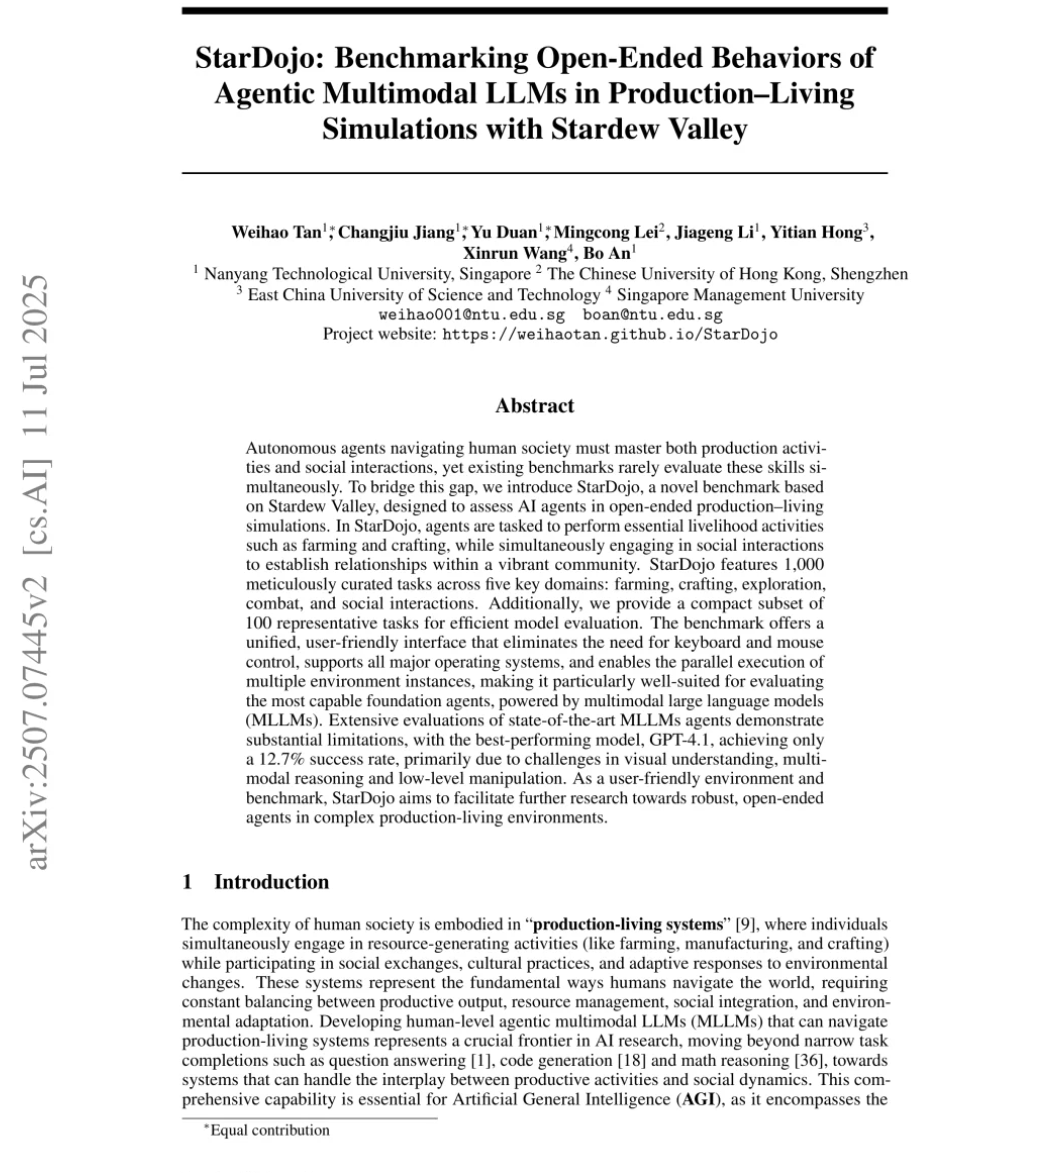 StarDojo: Benchmarking Open-Ended Behaviors of
Agentic Multimodal LLMs in Production–Living
Simulations with Stardew Valley
Weihao Tan¹,* Changjiu Jiang¹,* Yu Duan¹,* Mingcong Lei², Jiageng Li¹, Yitian Hong³,
Xinrun Wang⁴, Bo An¹
¹ Nanyang Technological University, Singapore ² The Chinese University of Hong Kong, Shengzhen
³ East China University of Science and Technology ⁴ Singapore Management University
weihao001@ntu.edu.sg boan@ntu.edu.sg
Project website: https://weihaotan.github.io/StarDojo
arXiv:2507.07445v2 [cs.AI] 11 Jul 2025
Abstract
Autonomous agents navigating human society must master both production activi-
ties and social interactions, yet existing benchmarks rarely evaluate these skills si-
multaneously. To bridge this gap, we introduce StarDojo, a novel benchmark based
on Stardew Valley, designed to assess AI agents in open-ended production–living
simulations. In StarDojo, agents are tasked to perform essential livelihood activities
such as farming and crafting, while simultaneously engaging in social interactions
to establish relationships within a vibrant community. StarDojo features 1,000
meticulously curated tasks across five key domains: farming, crafting, exploration,
combat, and social interactions. Additionally, we provide a compact subset of
100 representative tasks for efficient model evaluation. The benchmark offers a
unified, user-friendly interface that eliminates the need for keyboard and mouse
control, supports all major operating systems, and enables the parallel execution of
multiple environment instances, making it particularly well-suited for evaluating
the most capable foundation agents, powered by multimodal large language models
(MLLMs). Extensive evaluations of state-of-the-art MLLMs agents demonstrate
substantial limitations, with the best-performing model, GPT-4.1, achieving only
a 12.7% success rate, primarily due to challenges in visual understanding, multi-
modal reasoning and low-level manipulation. As a user-friendly environment and
benchmark, StarDojo aims to facilitate further research towards robust, open-ended
agents in complex production-living environments.
1 Introduction
The complexity of human society is embodied in “production-living systems” [9], where individuals
simultaneously engage in resource-generating activities (like farming, manufacturing, and crafting)
while participating in social exchanges, cultural practices, and adaptive responses to environmental
changes. These systems represent the fundamental ways humans navigate the world, requiring
constant balancing between productive output, resource management, social integration, and environ-
mental adaptation. Developing human-level agentic multimodal LLMs (MLLMs) that can navigate
production-living systems represents a crucial frontier in AI research, moving beyond narrow task
completions such as question answering [1], code generation [18] and math reasoning [36], towards
systems that can handle the interplay between productive activities and social dynamics. This com-
prehensive capability is essential for Artificial General Intelligence (AGI), as it encompasses the
*Equal contribution